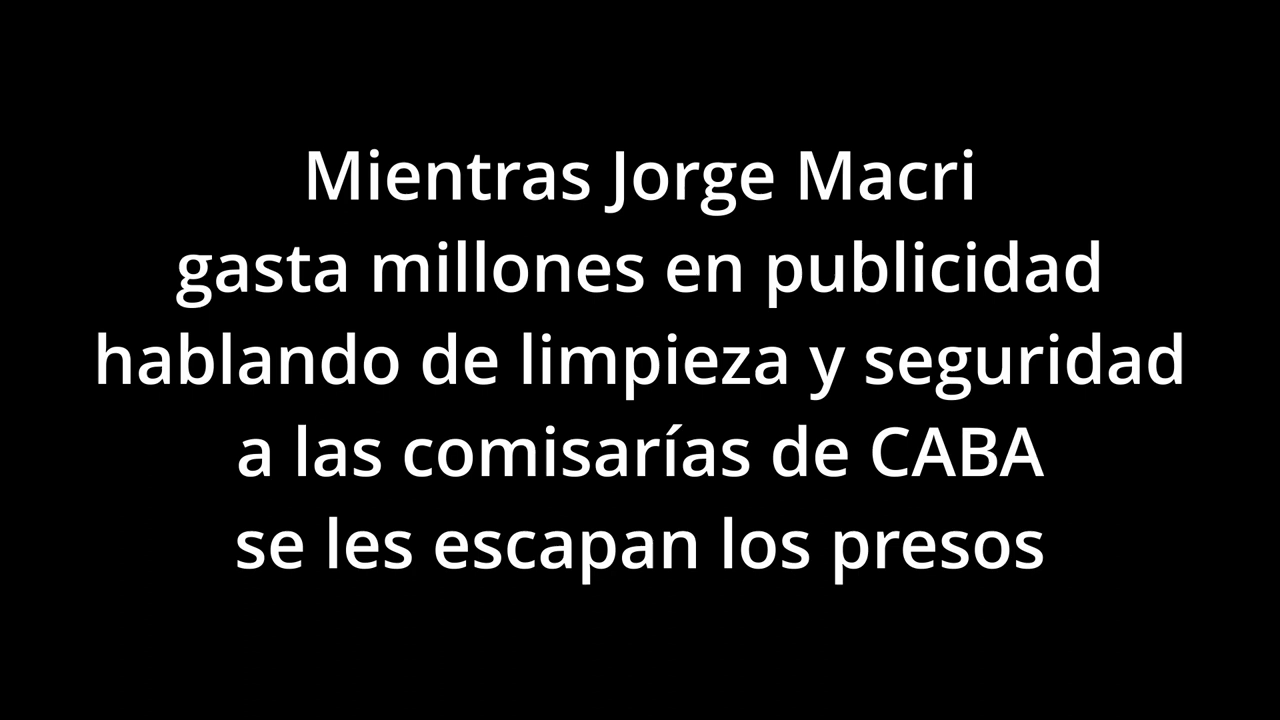 Mientras Jorge Macri
gasta millones en publicidad
hablando de limpieza y seguridad
a las comisarías de CABA
se les escapan los presos